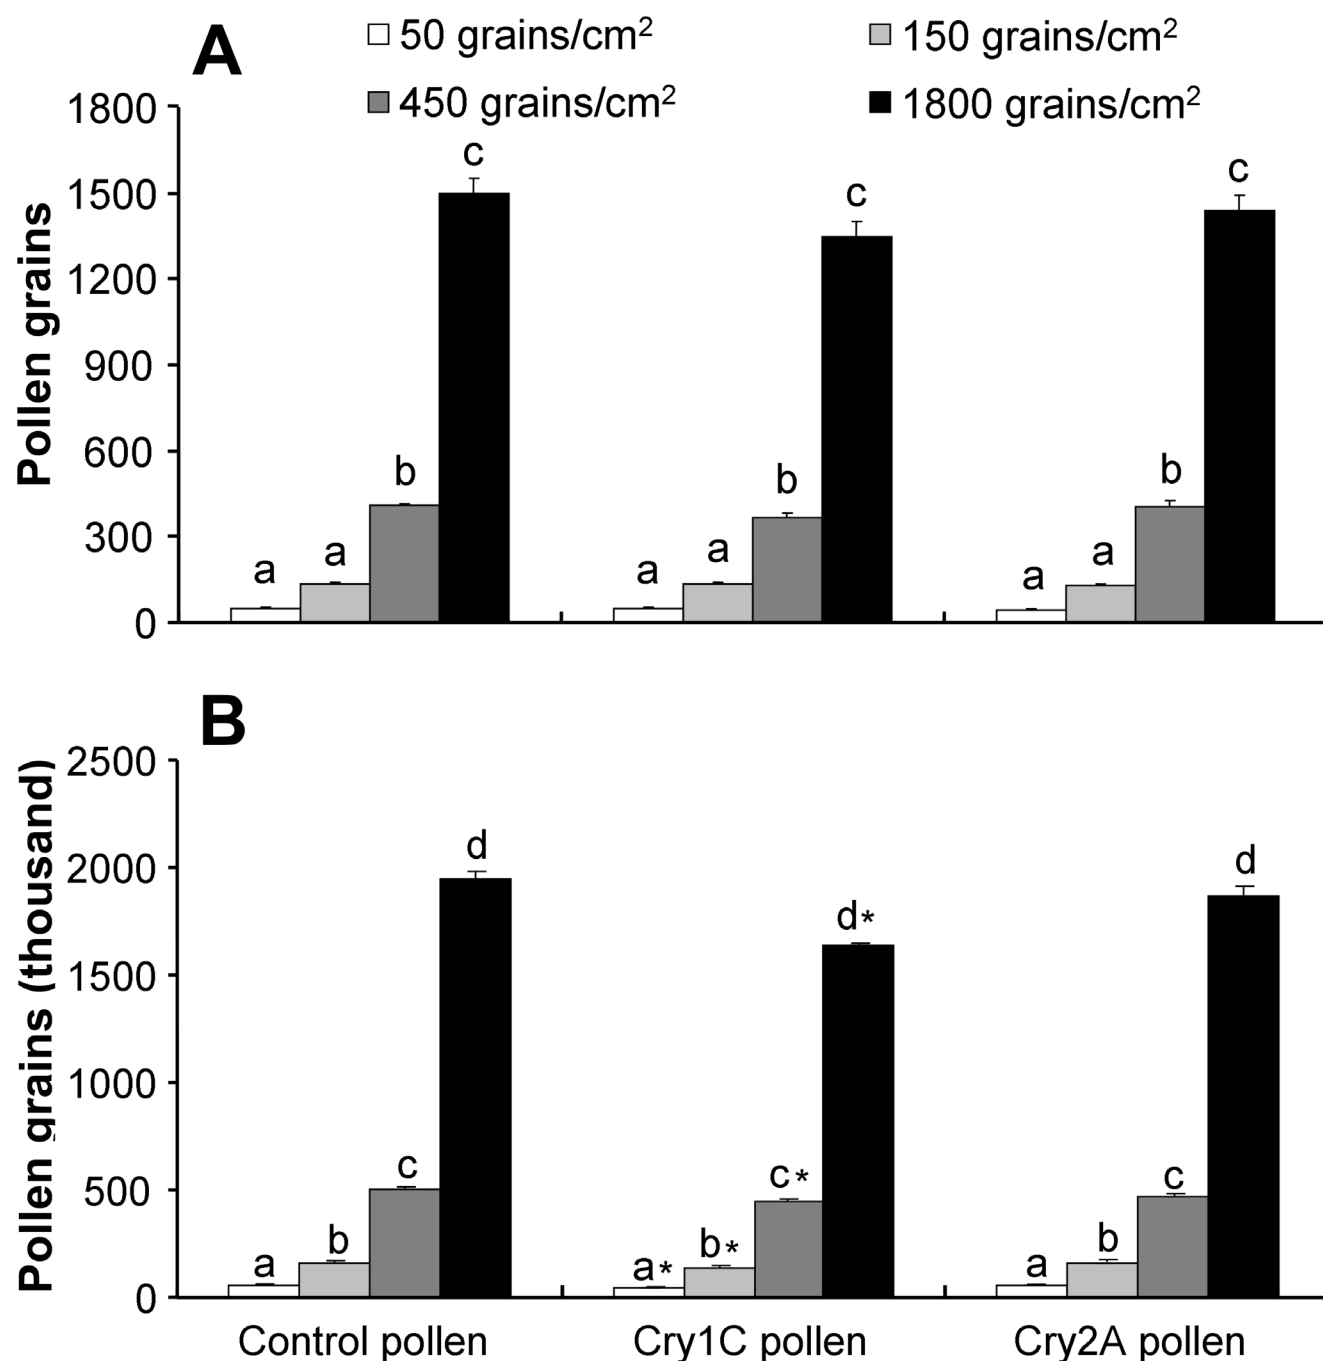 A
50 grains/cm²
150 grains/cm²
450 grains/cm²
1800 grains/cm²
Pollen grains
1800
1500
1200
900
600
300
0
a
a
b
c
a
a
b
c
a
a
b
c
B
Pollen grains (thousand)
2500
2000
1500
1000
500
0
a
b
c
d
a*
b*
c*
d*
a
b
c
d
Control pollen
Cry1C pollen
Cry2A pollen